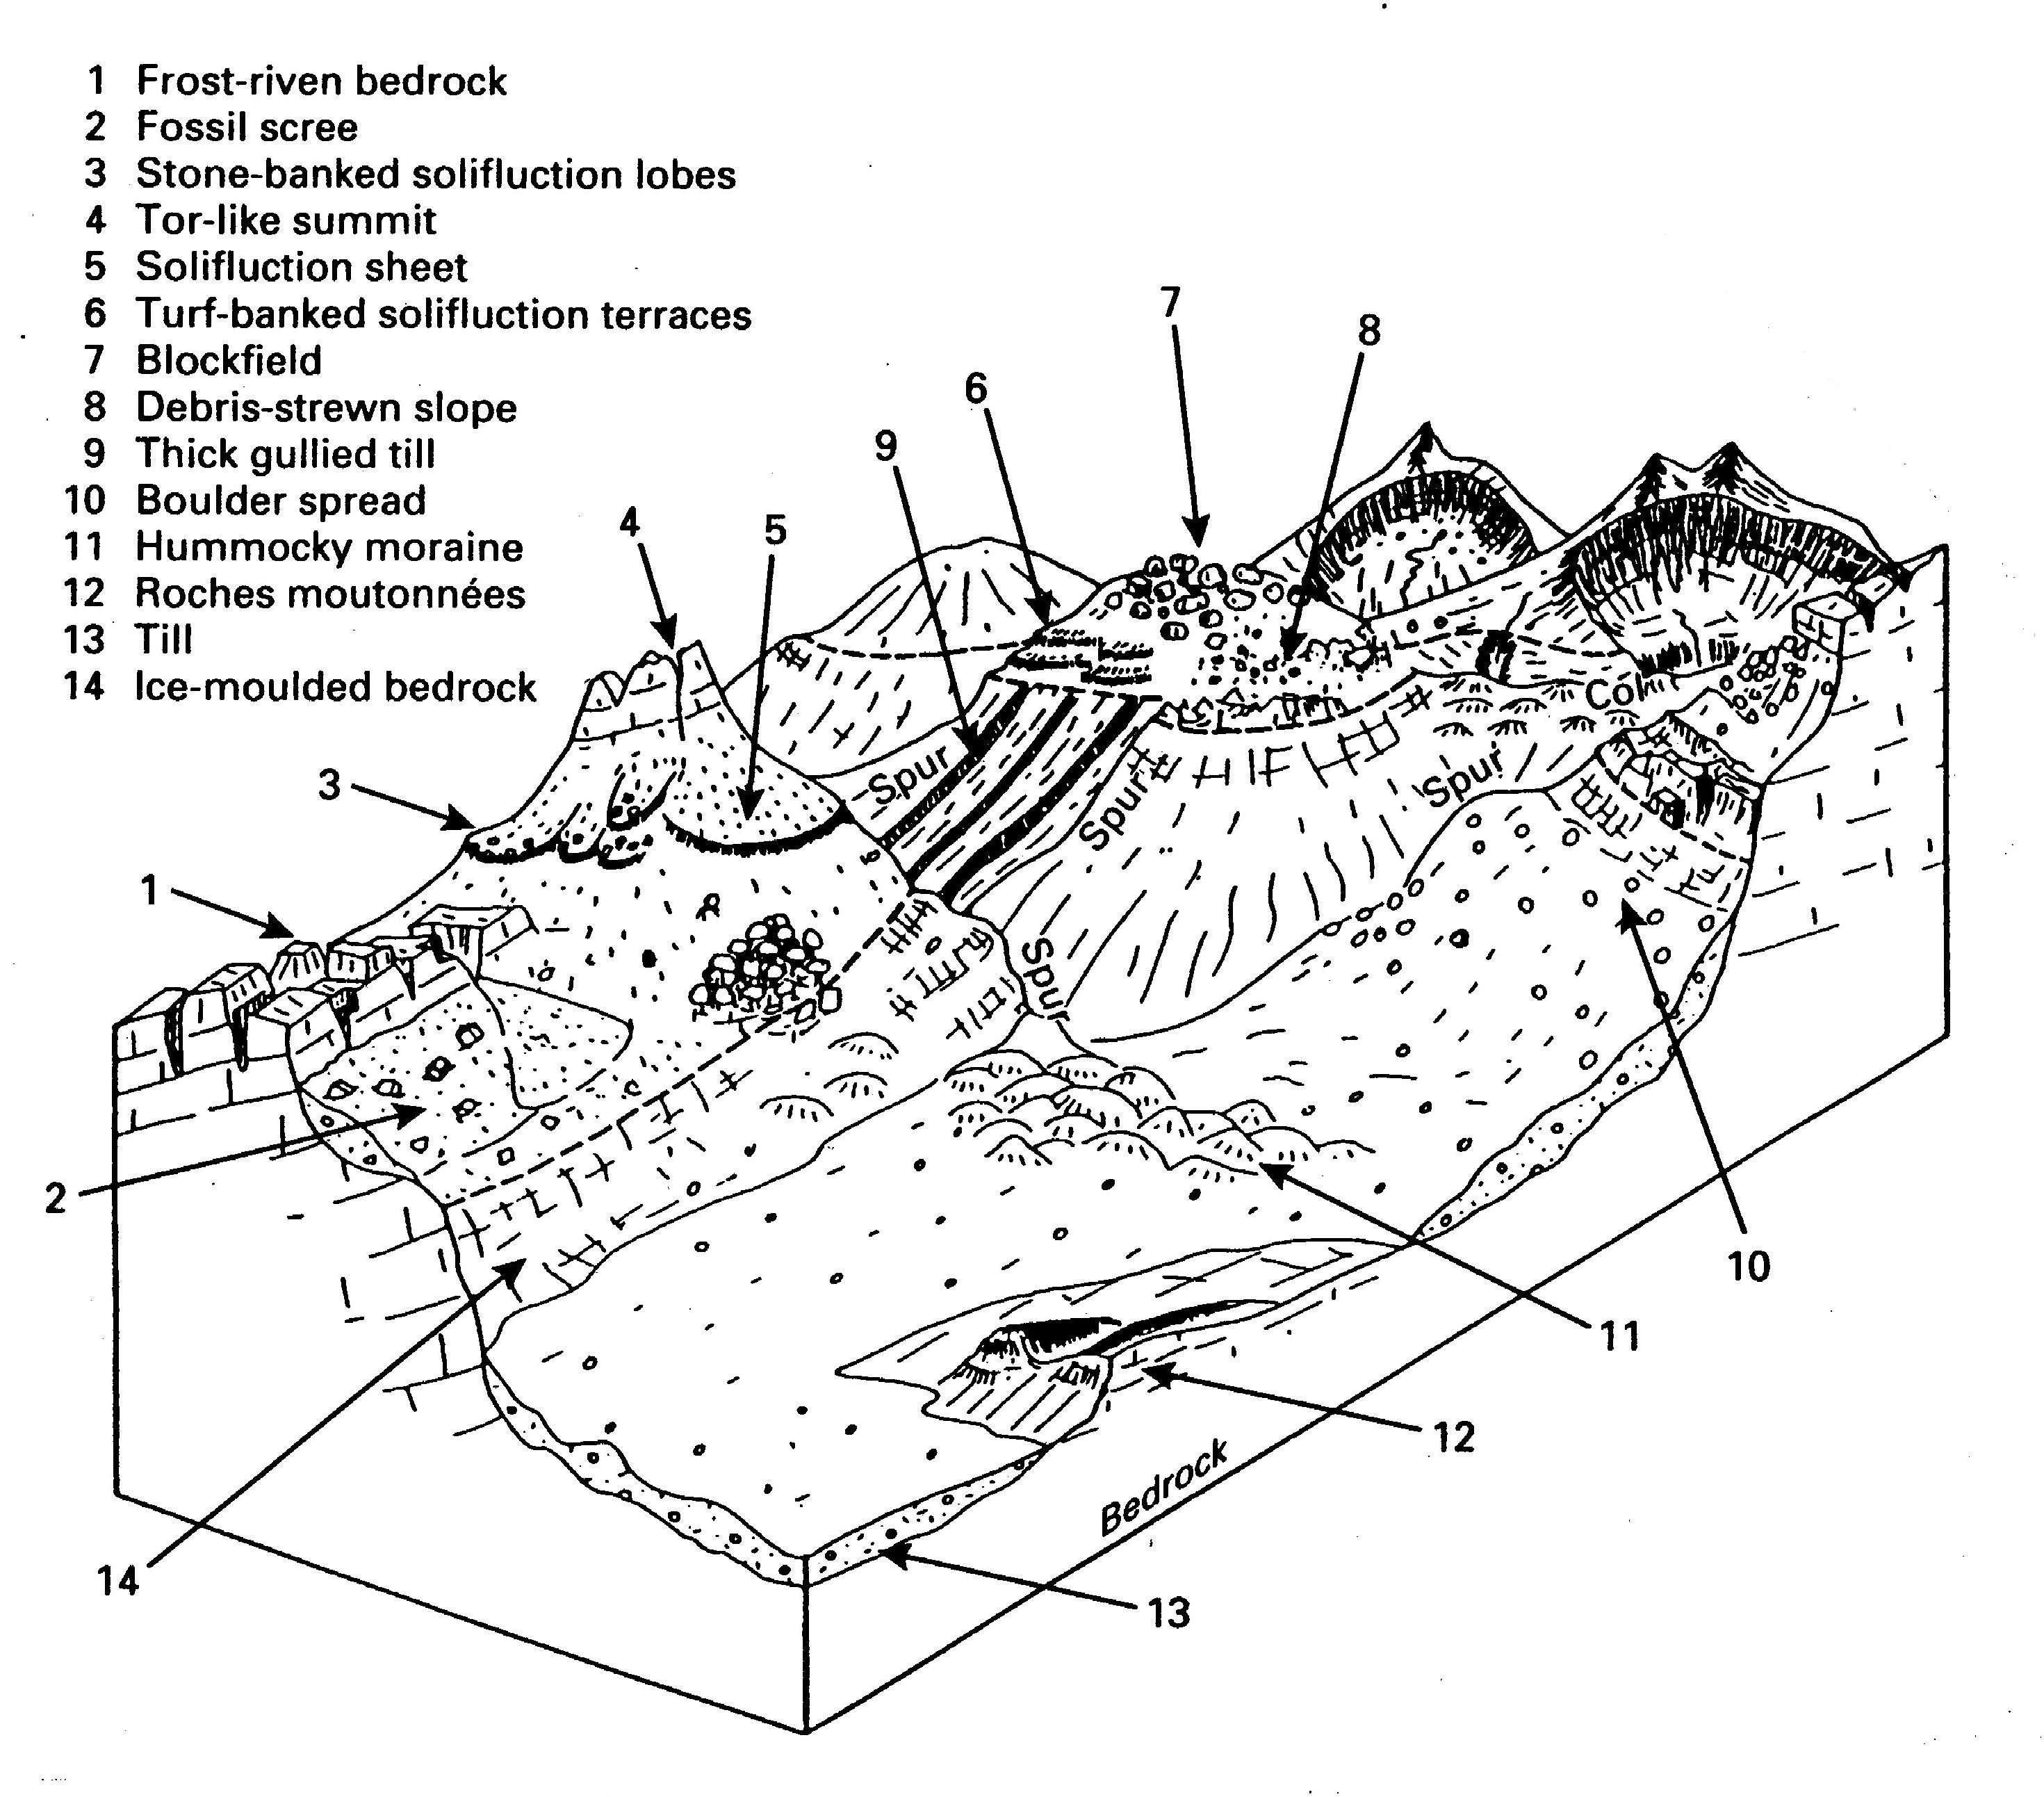 1 Frost-riven bedrock
2 Fossil scree
3 Stone-banked solifluction lobes
4 Tor-like summit
5 Solifluction sheet
6 Turf-banked solifluction terraces
7 Blockfield
8 Debris-strewn slope
9 Thick gullied till
10 Boulder spread
11 Hummocky moraine
12 Roches moutonnées
13 Till
14 Ice-moulded bedrock
7
8
6
9
4
5
Col
3
Spur
Spur
Spur
1
Spur
2
10
11
12
Bedrock
14
13